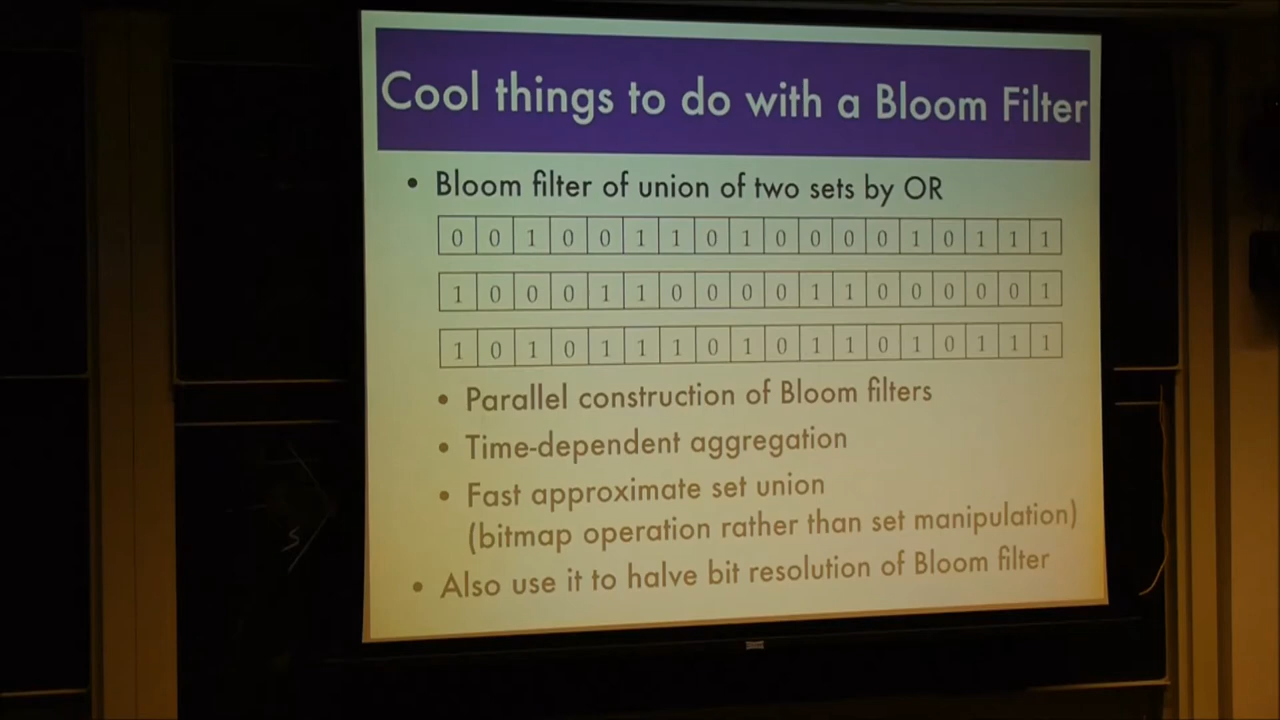 Cool things to do with a Bloom Filter
• Bloom filter of union of two sets by OR
0 0 1 0 0 1 1 0 1 0 0 0 0 1 0 1 1 1
1 0 0 0 1 1 0 0 0 0 1 1 0 0 0 0 0 1
1 0 1 0 1 1 1 0 1 0 1 1 0 1 0 1 1 1
• Parallel construction of Bloom filters
• Time-dependent aggregation
• Fast approximate set union
(bitmap operation rather than set manipulation)
• Also use it to halve bit resolution of Bloom filter